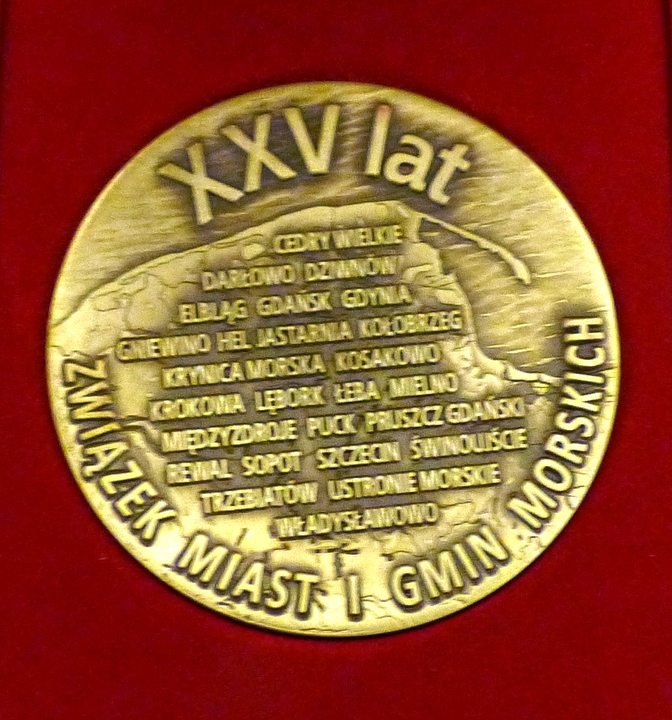 XXV lat
CEDRY WIELKIE
DARŁOWO DZIWNÓW
ELBLĄG GDAŃSK GDYNIA
GNIEWINO HEL JASTARNIA KOŁOBRZEG
KRYNICA MORSKA KOSAKOWO
KROKOWA LĘBORK ŁEBA MIELNO
MIĘDZYZDROJE PUCK PRUSZCZ GDAŃSKI
REWAL SOPOT SZCZECIN ŚWINOUJŚCIE
TRZEBIATÓW USTRONIE MORSKIE
WŁADYSŁAWOWO
ZWIĄZEK MIAST I GMIN MORSKICH